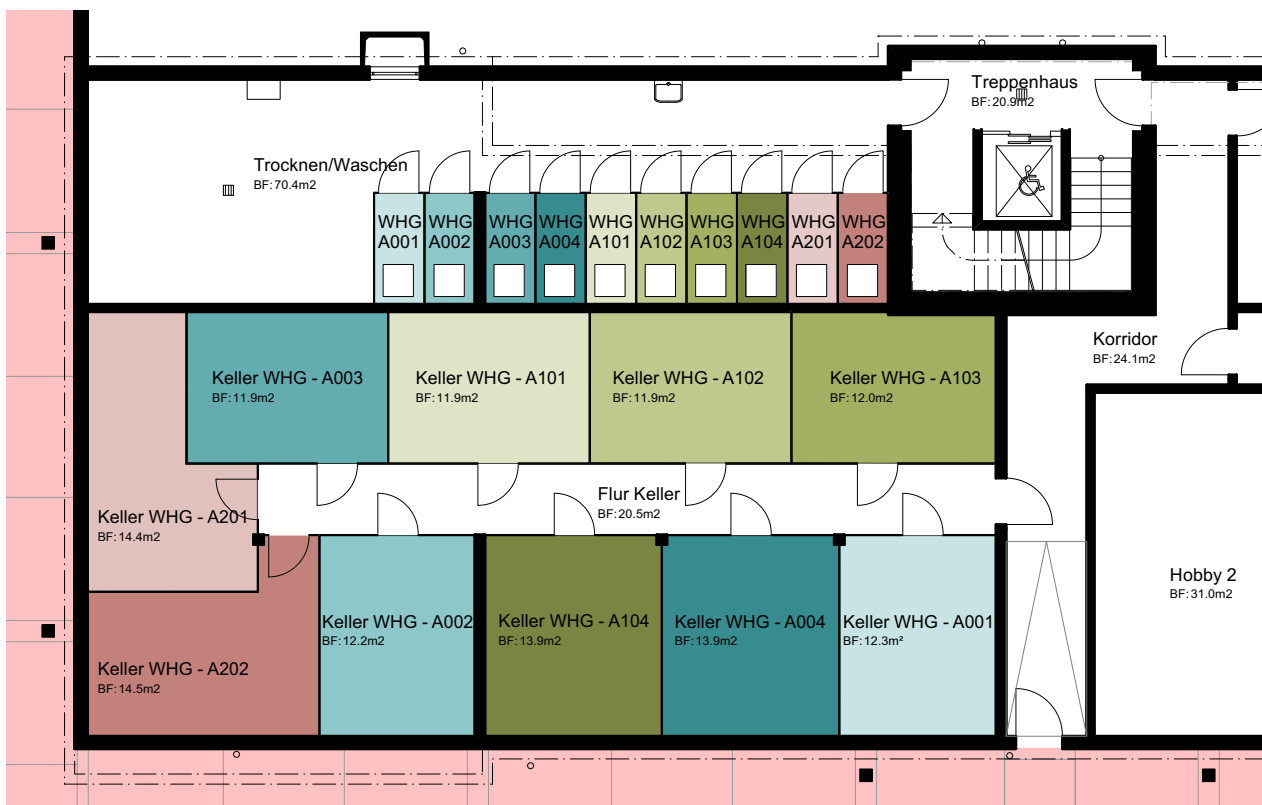 Treppenhaus
BF: 20.9m2
Trocknen/Waschen
BF: 70.4m2
WHG
A001
WHG
A002
WHG
A003
WHG
A004
WHG
A101
WHG
A102
WHG
A103
WHG
A104
WHG
A201
WHG
A202
Korridor
BF: 24.1m2
Keller WHG - A003
BF: 11.9m2
Keller WHG - A101
BF: 11.9m2
Keller WHG - A102
BF: 11.9m2
Keller WHG - A103
BF: 12.0m2
Flur Keller
BF: 20.5m2
Keller WHG - A201
BF: 14.4m2
Hobby 2
BF: 31.0m2
Keller WHG - A002
BF: 12.2m2
Keller WHG - A104
BF: 13.9m2
Keller WHG - A004
BF: 13.9m2
Keller WHG - A001
BF: 12.3m²
Keller WHG - A202
BF: 14.5m2